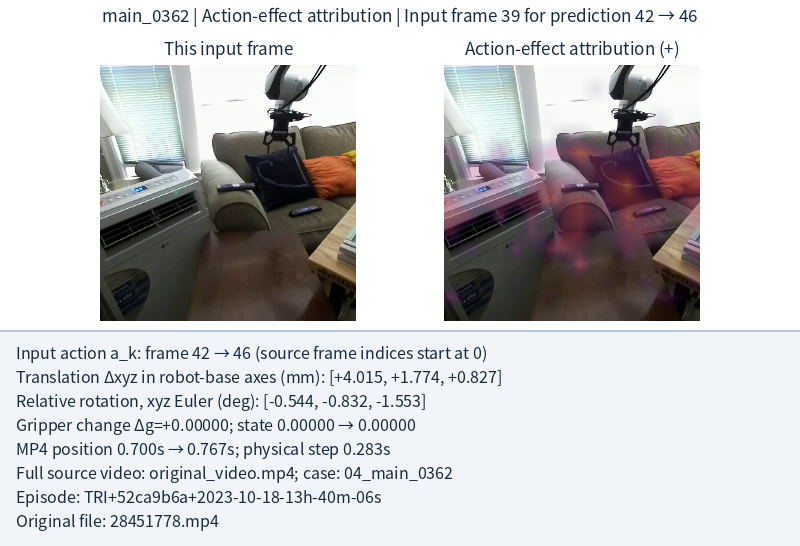 main_0362 | Action-effect attribution | Input frame 39 for prediction 42 → 46
This input frame
Action-effect attribution (+)
Input action a_k: frame 42 → 46 (source frame indices start at 0)
Translation Δxyz in robot-base axes (mm): [+4.015, +1.774, +0.827]
Relative rotation, xyz Euler (deg): [-0.544, -0.832, -1.553]
Gripper change Δg=+0.00000; state 0.00000 → 0.00000
MP4 position 0.700s → 0.767s; physical step 0.283s
Full source video: original_video.mp4; case: 04_main_0362
Episode: TRI+52ca9b6a+2023-10-18-13h-40m-06s
Original file: 28451778.mp4